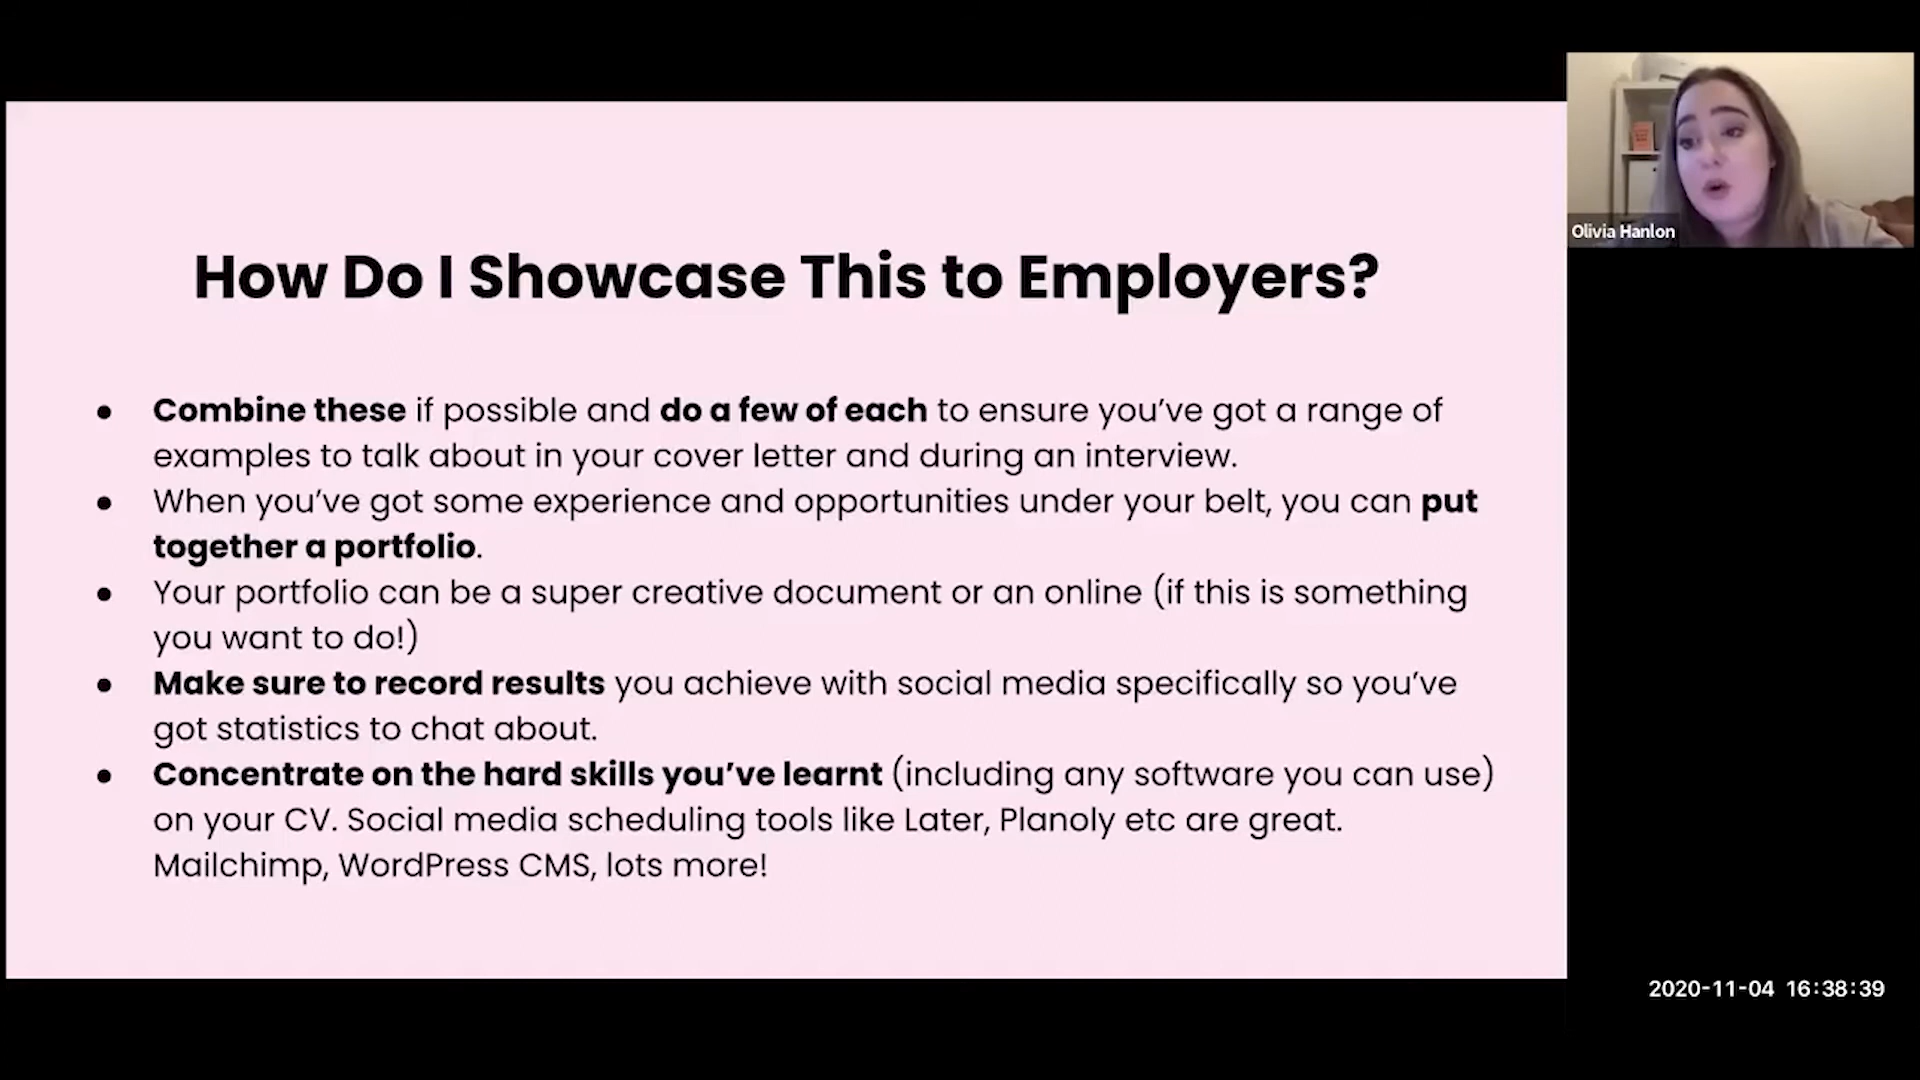 Olivia Hanlon
How Do I Showcase This to Employers?
● Combine these if possible and do a few of each to ensure you’ve got a range of
examples to talk about in your cover letter and during an interview.
● When you’ve got some experience and opportunities under your belt, you can put
together a portfolio.
● Your portfolio can be a super creative document or an online (if this is something
you want to do!)
● Make sure to record results you achieve with social media specifically so you’ve
got statistics to chat about.
● Concentrate on the hard skills you’ve learnt (including any software you can use)
on your CV. Social media scheduling tools like Later, Planoly etc are great.
Mailchimp, WordPress CMS, lots more!
2020-11-04 16:38:39